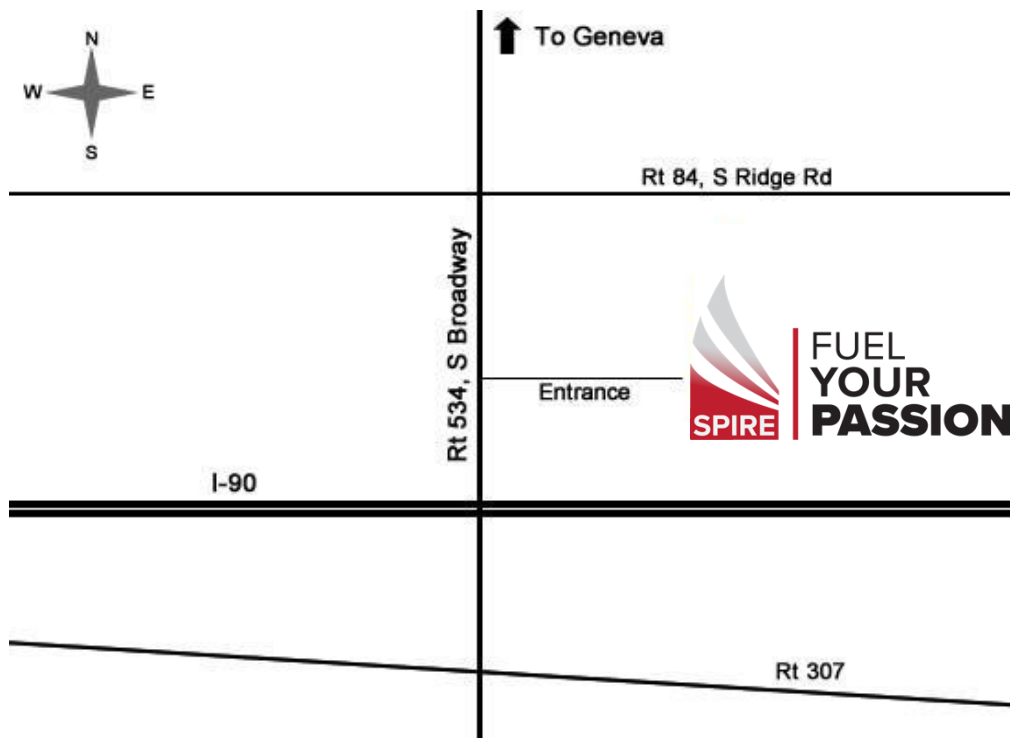 To Geneva
N
W E
S
Rt 84, S Ridge Rd
Rt 534, S Broadway
Entrance
SPIRE
FUEL
YOUR
PASSION
I-90
Rt 307